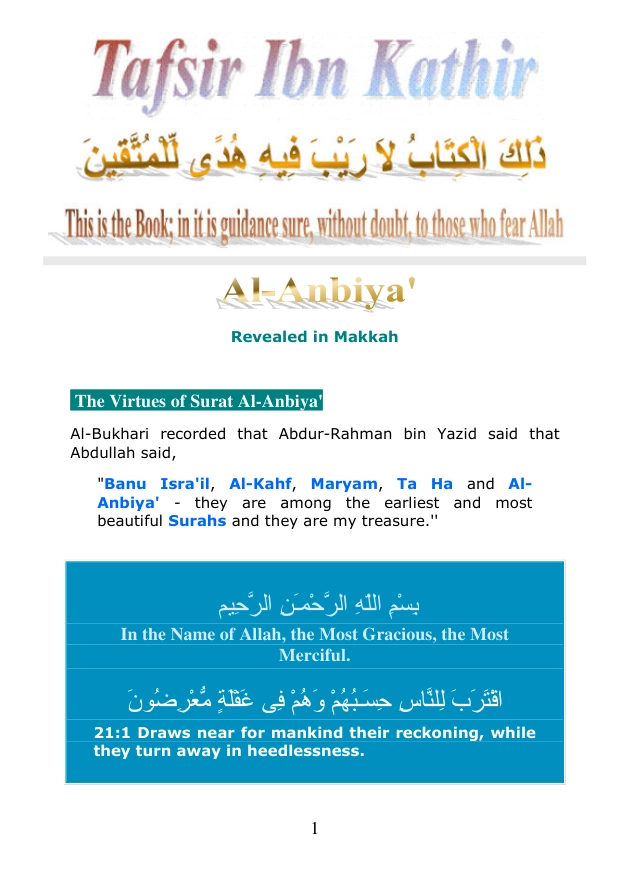 Tafsir Ibn Kathir
ذَلِكَ الْكِتَابُ لاَ رَيْبَ فِيهِ هُدًى لِّلْمُتَّقِينَ
This is the Book; in it is guidance sure, without doubt, to those who fear Allah
Al-Anbiya'
Revealed in Makkah
The Virtues of Surat Al-Anbiya'
Al-Bukhari recorded that Abdur-Rahman bin Yazid said that
Abdullah said,
"Banu Isra'il, Al-Kahf, Maryam, Ta Ha and Al-
Anbiya' - they are among the earliest and most
beautiful Surahs and they are my treasure.''
بِسْمِ اللَّهِ الرَّحْمَـنِ الرَّحِيمِ
In the Name of Allah, the Most Gracious, the Most
Merciful.
اقْتَرَبَ لِلنَّاسِ حِسَـبُهُمْ وَهُمْ فِى غَفْلَةٍ مُّعْرِضُونَ
21:1 Draws near for mankind their reckoning, while
they turn away in heedlessness.
1